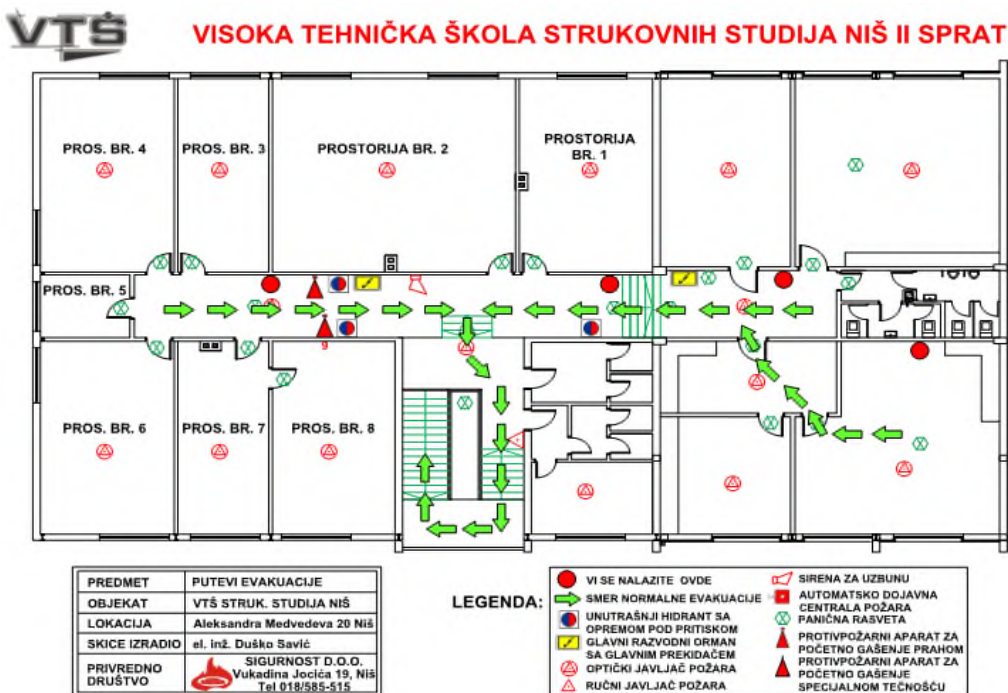 VTŠ
VISOKA TEHNIČKA ŠKOLA STRUKOVNIH STUDIJA NIŠ II SPRAT
PROS. BR. 4
PROS. BR. 3
PROSTORIJA BR. 2
PROSTORIJA
BR. 1
PROS. BR. 5
9
PROS. BR. 6
PROS. BR. 7
PROS. BR. 8
PREDMET PUTEVI EVAKUACIJE
OBJEKAT VTŠ STRUK. STUDIJA NIŠ
LOKACIJA Aleksandra Medvedeva 20 Niš
SKICE IZRADIO el. inž. Duško Savić
PRIVREDNO
DRUŠTVO
SIGURNOST D.O.O.
Vukadina Jocića 19, Niš
Tel 018/585-515
LEGENDA:
VI SE NALAZITE OVDE
SMER NORMALNE EVAKUACIJE
UNUTRAŠNJI HIDRANT SA
OPREMOM POD PRITISKOM
GLAVNI RAZVODNI ORMAN
SA GLAVNIM PREKIDAČEM
OPTIČKI JAVLJAČ POŽARA
RUČNI JAVLJAČ POŽARA
SIRENA ZA UZBUNU
AUTOMATSKO DOJAVNA
CENTRALA POŽARA
PANIČNA RASVETA
PROTIVPOŽARNI APARAT ZA
POČETNO GAŠENJE PRAHOM
PROTIVPOŽARNI APARAT ZA
POČETNO GAŠENJE
SPECIJALNOM TEČNOŠĆU